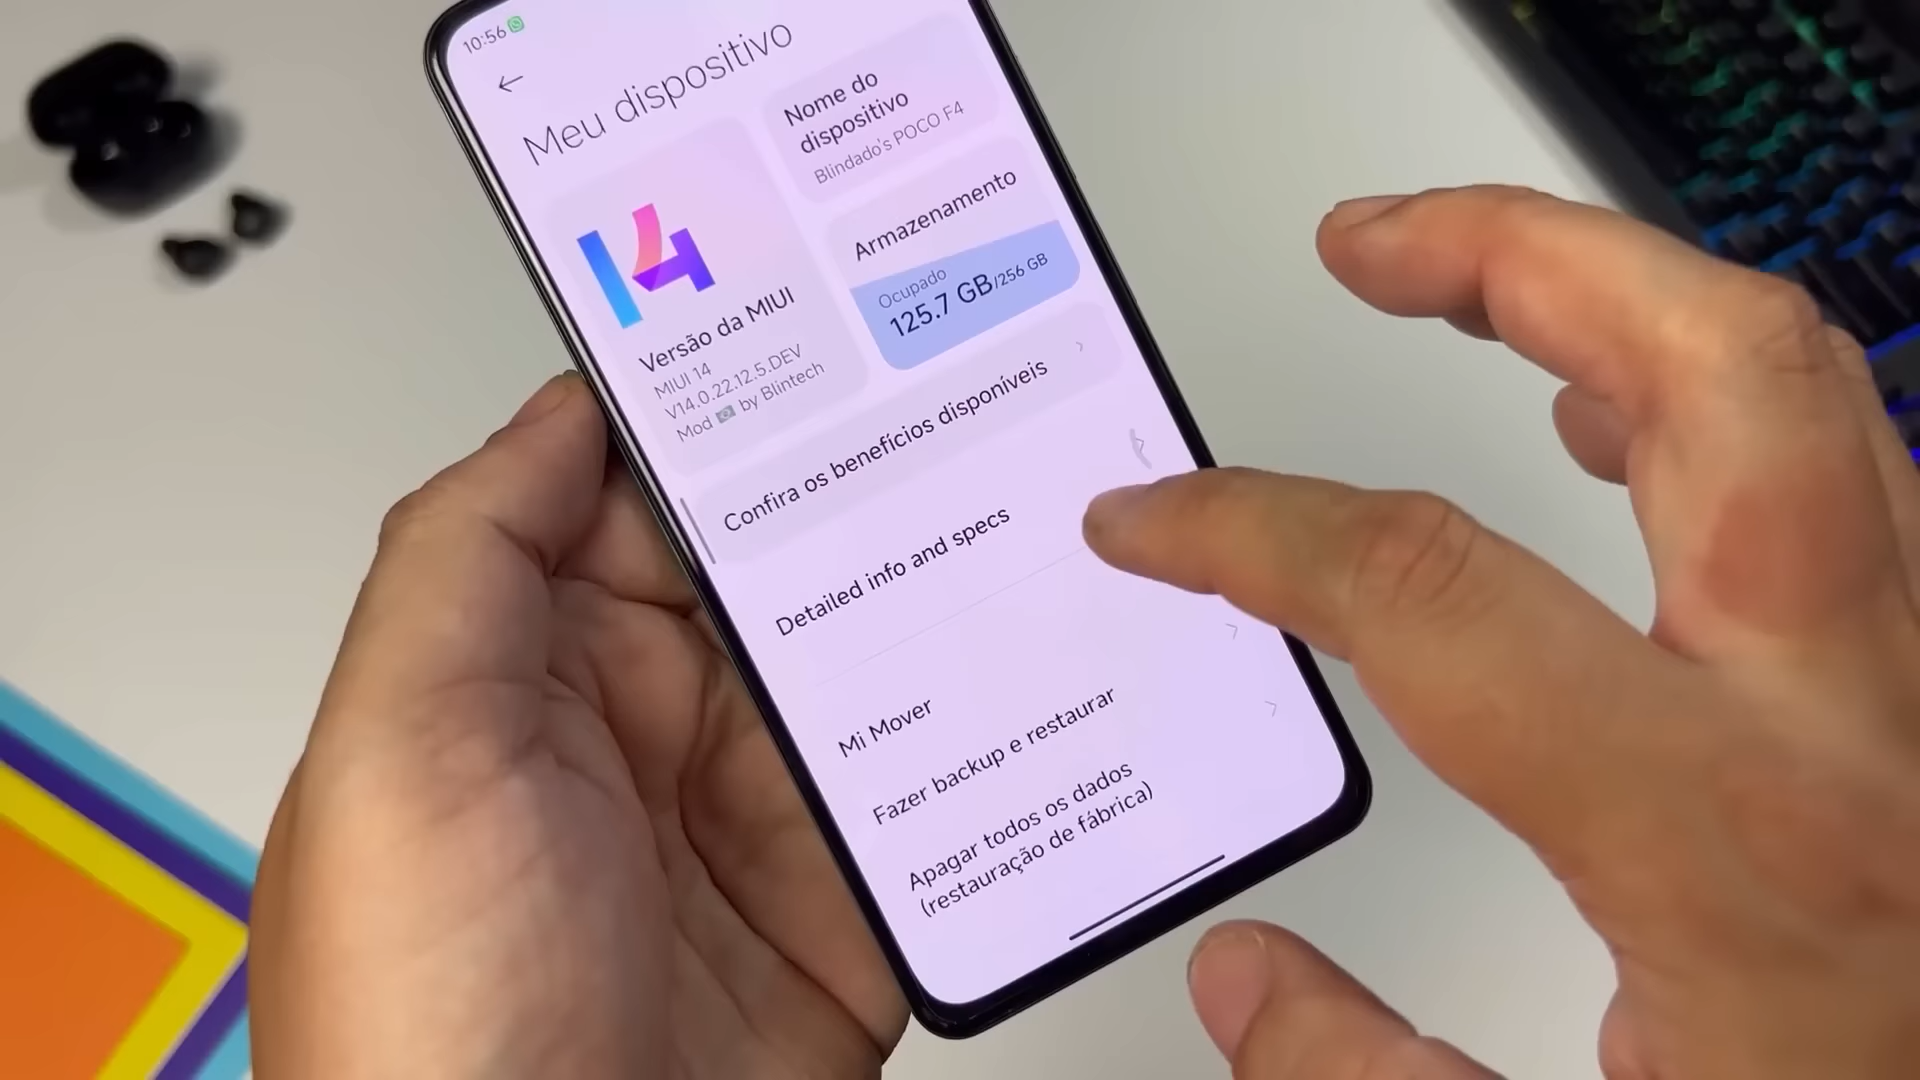 10:56
Meu dispositivo
14
Versão da MIUI
MIUI 14
V14.0.22.12.5.DEV
Mod by Blintech
Nome do
dispositivo
Blindado's POCO F4
Armazenamento
Ocupado
125.7 GB/256 GB
Confira os benefícios disponíveis
Detailed info and specs
Mi Mover
Fazer backup e restaurar
Apagar todos os dados
(restauração de fábrica)